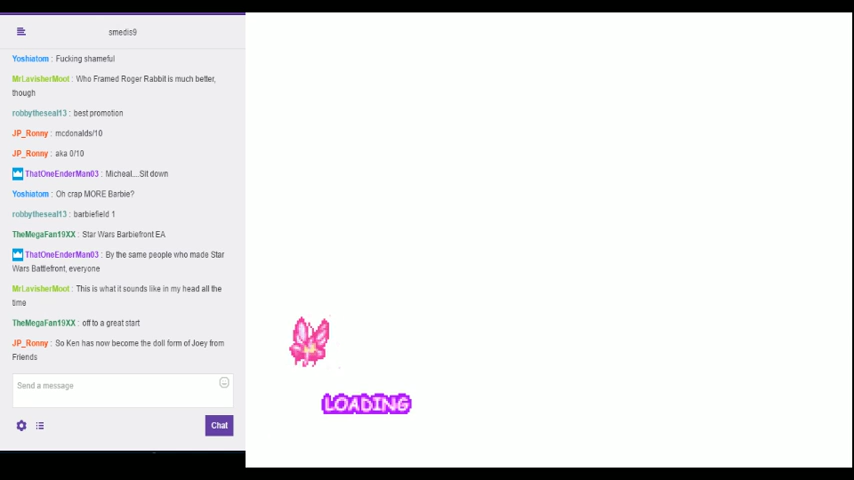 smedis9
Yoshiatom : Fucking shameful
MrLavisherMoot : Who Framed Roger Rabbit is much better,
though
robbytheseal13 : best promotion
JP_Ronny : mcdonalds/10
JP_Ronny : aka 0/10
ThatOneEnderMan03 : Micheal....Sit down
Yoshiatom : Oh crap MORE Barbie?
robbytheseal13 : barbiefield 1
TheMegaFan19XX : Star Wars Barbiefront EA
ThatOneEnderMan03 : By the same people who made Star
Wars Battlefront, everyone
MrLavisherMoot : This is what it sounds like in my head all the
time
TheMegaFan19XX : off to a great start
JP_Ronny : So Ken has now become the doll form of Joey from
Friends
Send a message
Chat
LOADING